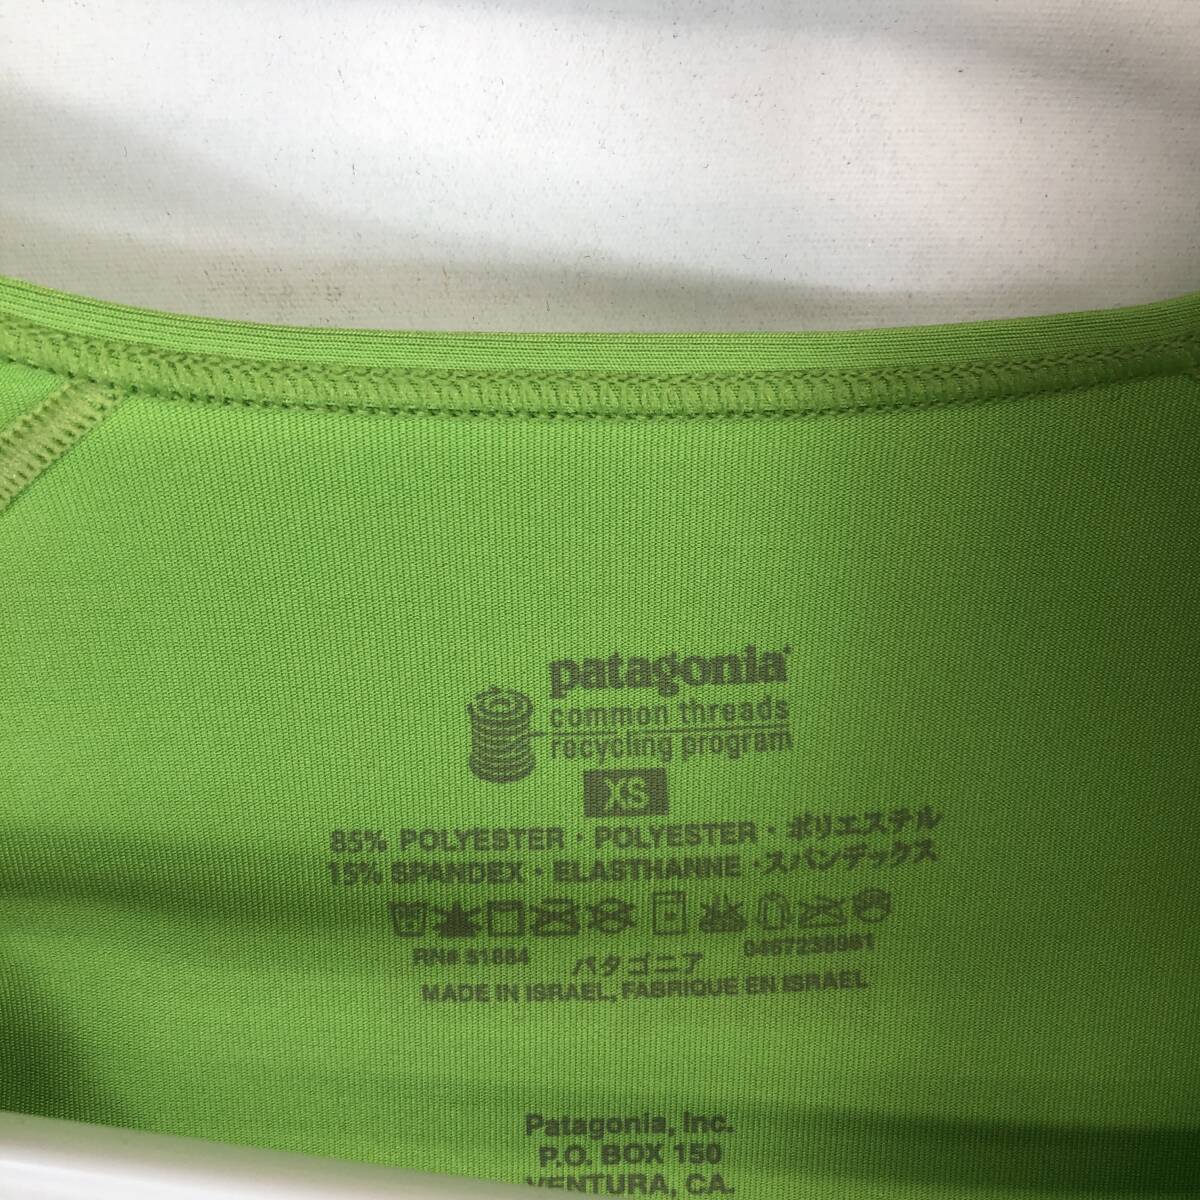 patagonia
common threads
recycling program
XS
85% POLYESTER · POLYESTER · ポリエステル
15% SPANDEX · ELASTHANNE · スパンデックス
RN# 51884 パタゴニア
MADE IN ISRAEL, FABRIQUE EN ISRAEL
Patagonia, Inc.
P.O. BOX 150
VENTURA, CA.